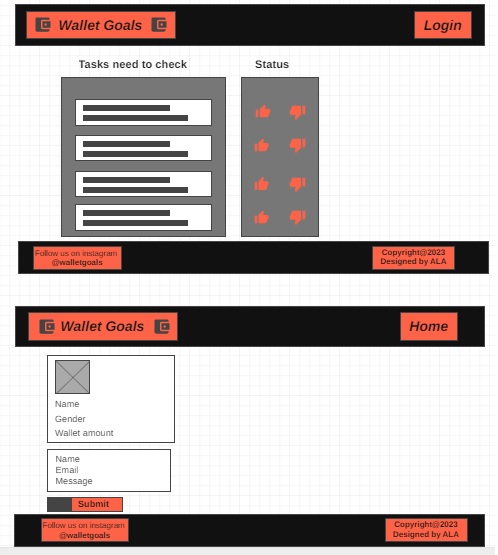 Wallet Goals
Login
Tasks need to check
Status
Follow us on instagram
@walletgoals
Copyright@2023
Designed by ALA
Wallet Goals
Home
Name
Gender
Wallet amount
Name
Email
Message
Submit
Follow us on instagram
@walletgoals
Copyright@2023
Designed by ALA